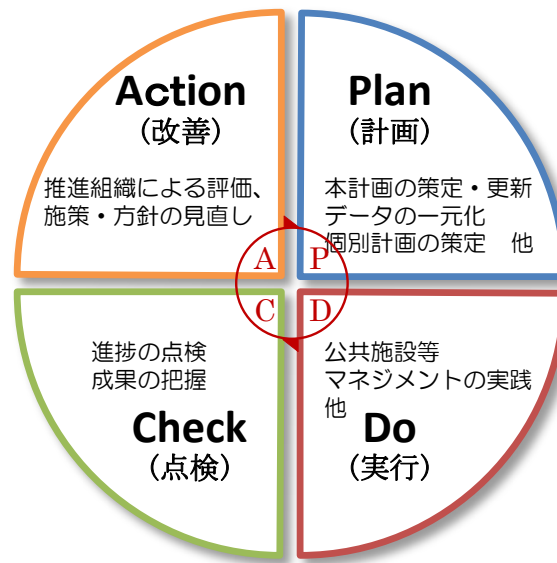 Action
(改善)
推進組織による評価、
施策・方針の見直し
Plan
(計画)
本計画の策定・更新
データの一元化
個別計画の策定　他
A
P
C
D
進捗の点検
成果の把握
Check
(点検)
公共施設等
マネジメントの実践
他
Do
(実行)